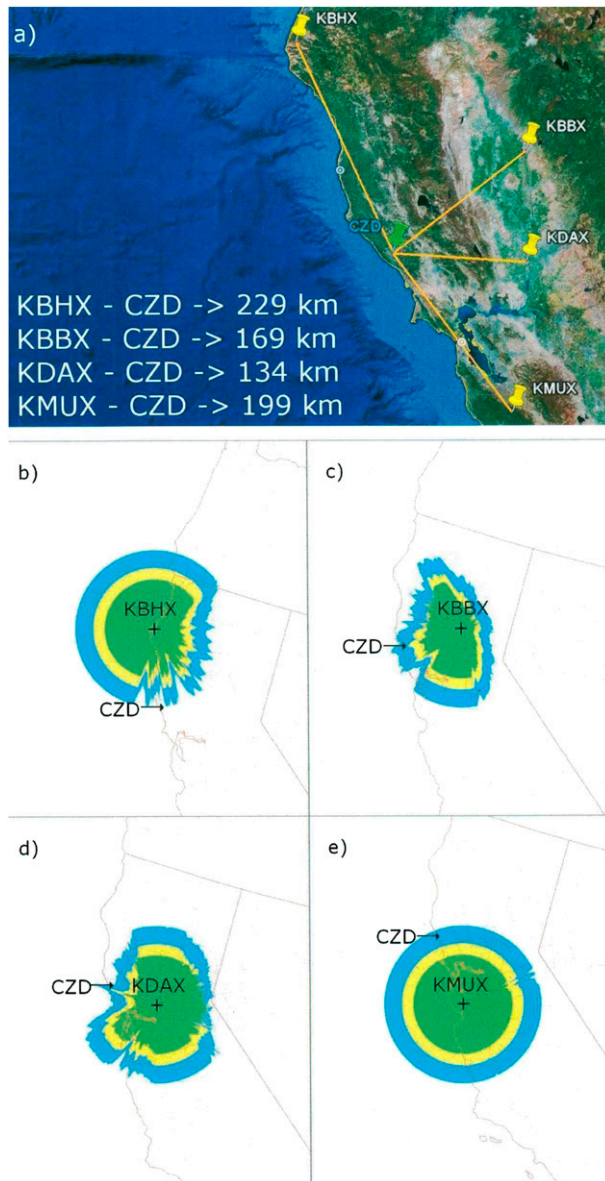 a)
KBHX
KBBX
CZD
KDAX
KBHX - CZD -> 229 km
KBBX - CZD -> 169 km
KDAX - CZD -> 134 km
KMUX - CZD -> 199 km
KMUX
b)
c)
KBHX
KBBX
CZD
CZD
d)
e)
CZD
CZD
KDAX
KMUX